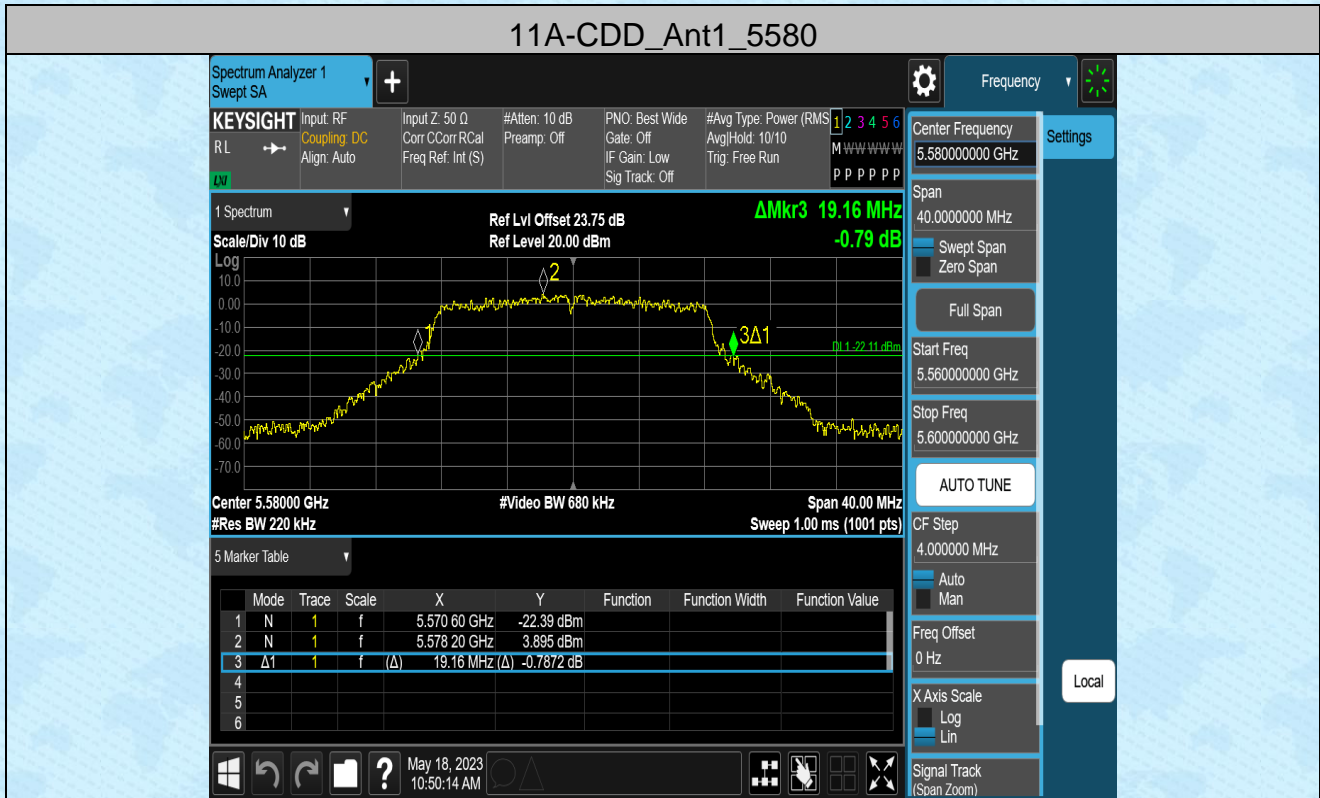 11A-CDD_Ant1_5580
Spectrum Analyzer 1
Swept SA
Frequency
KEYSIGHT
RL
LXI
Input: RF
Coupling: DC
Align: Auto
Input Z: 50 Ω
Corr CCorr RCal
Freq Ref: Int (S)
#Atten: 10 dB
Preamp: Off
PNO: Best Wide
Gate: Off
IF Gain: Low
Sig Track: Off
#Avg Type: Power (RMS
Avg|Hold: 10/10
Trig: Free Run
1 2 3 4 5 6
M W W W W W
P P P P P P
1 Spectrum
Scale/Div 10 dB
Ref Lvl Offset 23.75 dB
Ref Level 20.00 dBm
ΔMkr3 19.16 MHz
-0.79 dB
Log
10.0
0.00
-10.0
-20.0
-30.0
-40.0
-50.0
-60.0
-70.0
1
2
3Δ1
DL1 -22.11 dBm
Center 5.58000 GHz
#Video BW 680 kHz
Span 40.00 MHz
#Res BW 220 kHz
Sweep 1.00 ms (1001 pts)
5 Marker Table
Mode Trace Scale X Y Function Function Width Function Value
1 N 1 f 5.570 60 GHz -22.39 dBm
2 N 1 f 5.578 20 GHz 3.895 dBm
3 Δ1 1 f (Δ) 19.16 MHz (Δ) -0.7872 dB
4
5
6
May 18, 2023
10:50:14 AM
?
Center Frequency
5.580000000 GHz
Settings
Span
40.0000000 MHz
Swept Span
Zero Span
Full Span
Start Freq
5.560000000 GHz
Stop Freq
5.600000000 GHz
AUTO TUNE
CF Step
4.000000 MHz
Auto
Man
Freq Offset
0 Hz
X Axis Scale
Log
Lin
Local
Signal Track
(Span Zoom)